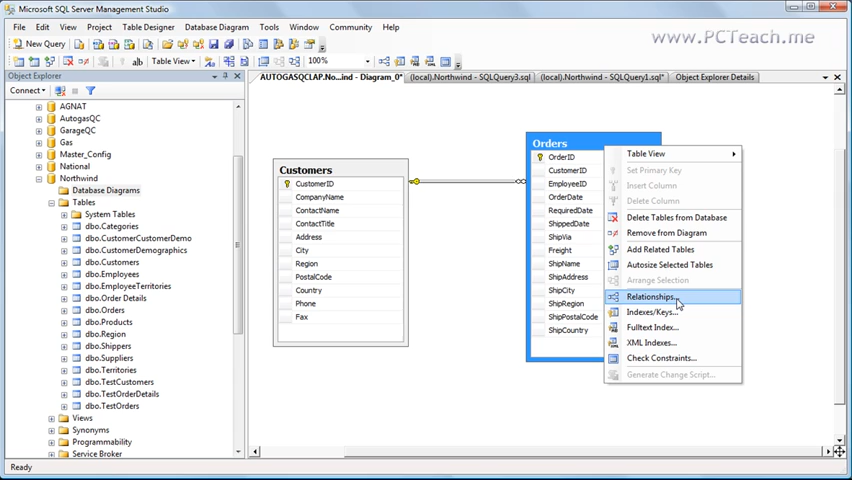 Microsoft SQL Server Management Studio
www.PCTeach.me
File Edit View Project Table Designer Database Diagram Tools Window Community Help
New Query
Table View 100%
Object Explorer
AUTOGASQCLAP.No...ind - Diagram_0* (local).Northwind - SQLQuery3.sql (local).Northwind - SQLQuery1.sql* Object Explorer Details
Connect
AGNAT
AutogasQC
GarageQC
Gas
Master_Config
National
Northwind
Database Diagrams
Tables
System Tables
dbo.Categories
dbo.CustomerCustomerDemo
dbo.CustomerDemographics
dbo.Customers
dbo.Employees
dbo.EmployeeTerritories
dbo.Order Details
dbo.Orders
dbo.Products
dbo.Region
dbo.Shippers
dbo.Suppliers
dbo.Territories
dbo.TestCustomers
dbo.TestOrderDetails
dbo.TestOrders
Views
Synonyms
Programmability
Service Broker
Customers
CustomerID
CompanyName
ContactName
ContactTitle
Address
City
Region
PostalCode
Country
Phone
Fax
Orders
OrderID
CustomerID
EmployeeID
OrderDate
RequiredDate
ShippedDate
ShipVia
Freight
ShipName
ShipAddress
ShipCity
ShipRegion
ShipPostalCode
ShipCountry
Table View
Set Primary Key
Insert Column
Delete Column
Delete Tables from Database
Remove from Diagram
Add Related Tables
Autosize Selected Tables
Arrange Selection
Relationships...
Indexes/Keys...
Fulltext Index...
XML Indexes...
Check Constraints...
Generate Change Script...
Ready